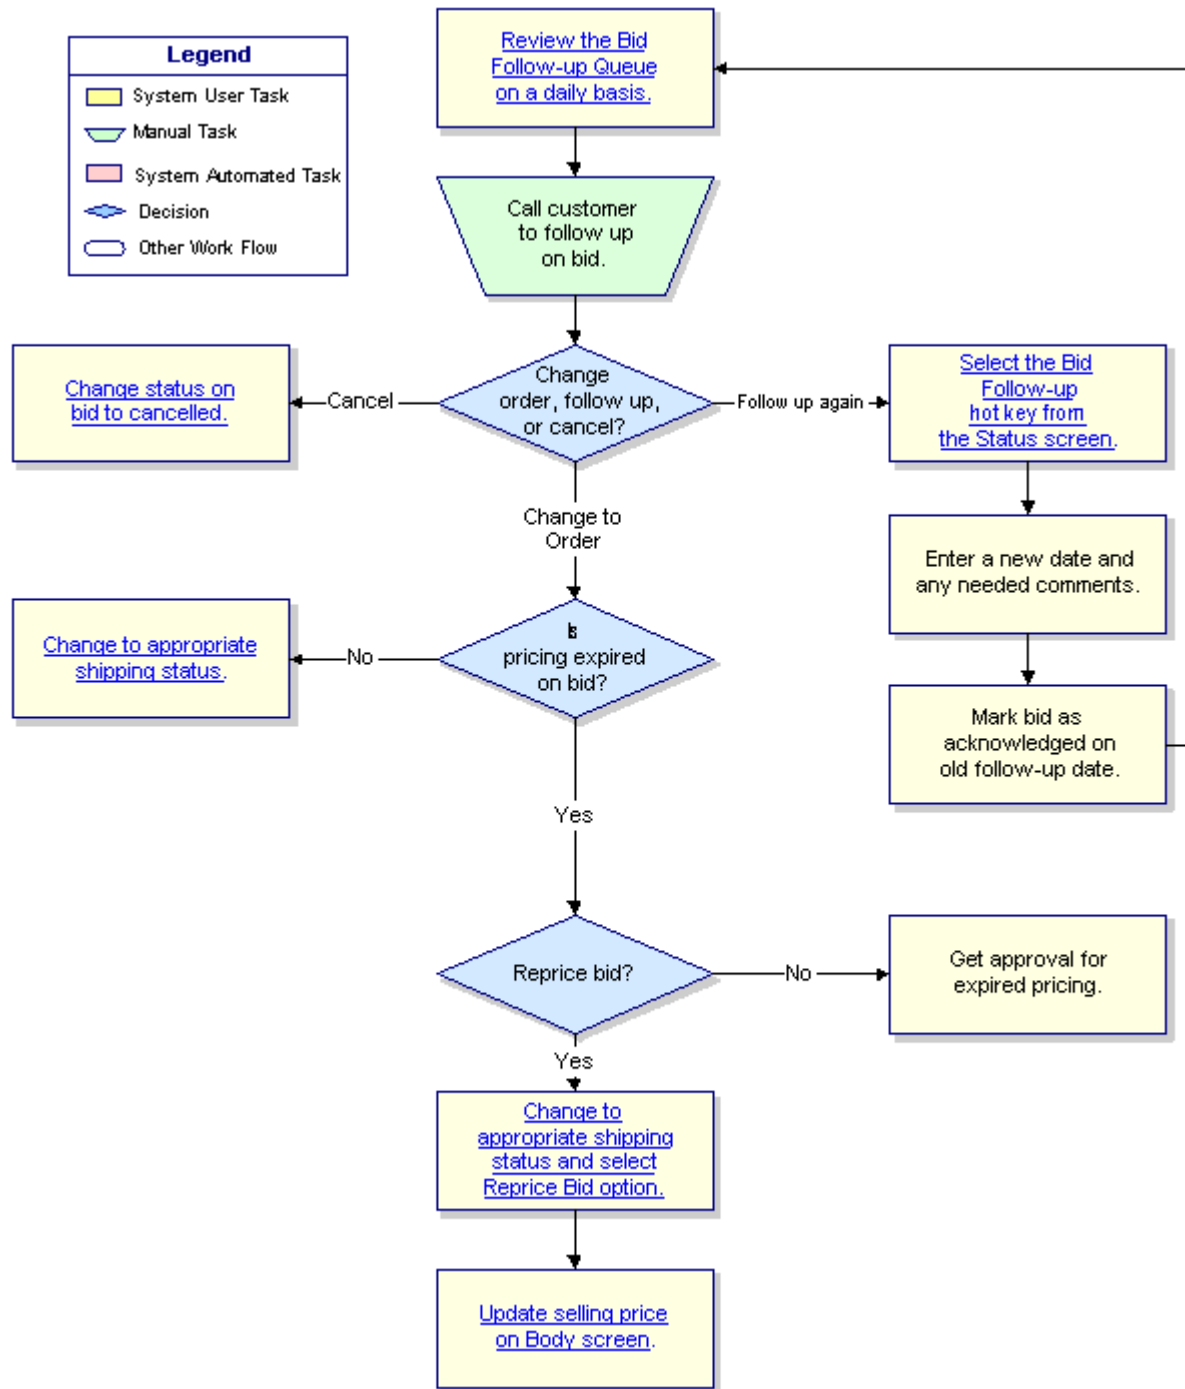 Legend
System User Task
Manual Task
System Automated Task
Decision
Other Work Flow
Review the Bid
Follow-up Queue
on a daily basis.
Call customer
to follow up
on bid.
Change
order, follow up,
or cancel?
Cancel
Change status on
bid to cancelled.
Follow up again
Select the Bid
Follow-up
hot key from
the Status screen.
Enter a new date and
any needed comments.
Mark bid as
acknowledged on
old follow-up date.
Change to
Order
Is
pricing expired
on bid?
No
Change to appropriate
shipping status.
Yes
Reprice bid?
No
Get approval for
expired pricing.
Yes
Change to
appropriate shipping
status and select
Reprice Bid option.
Update selling price
on Body screen.